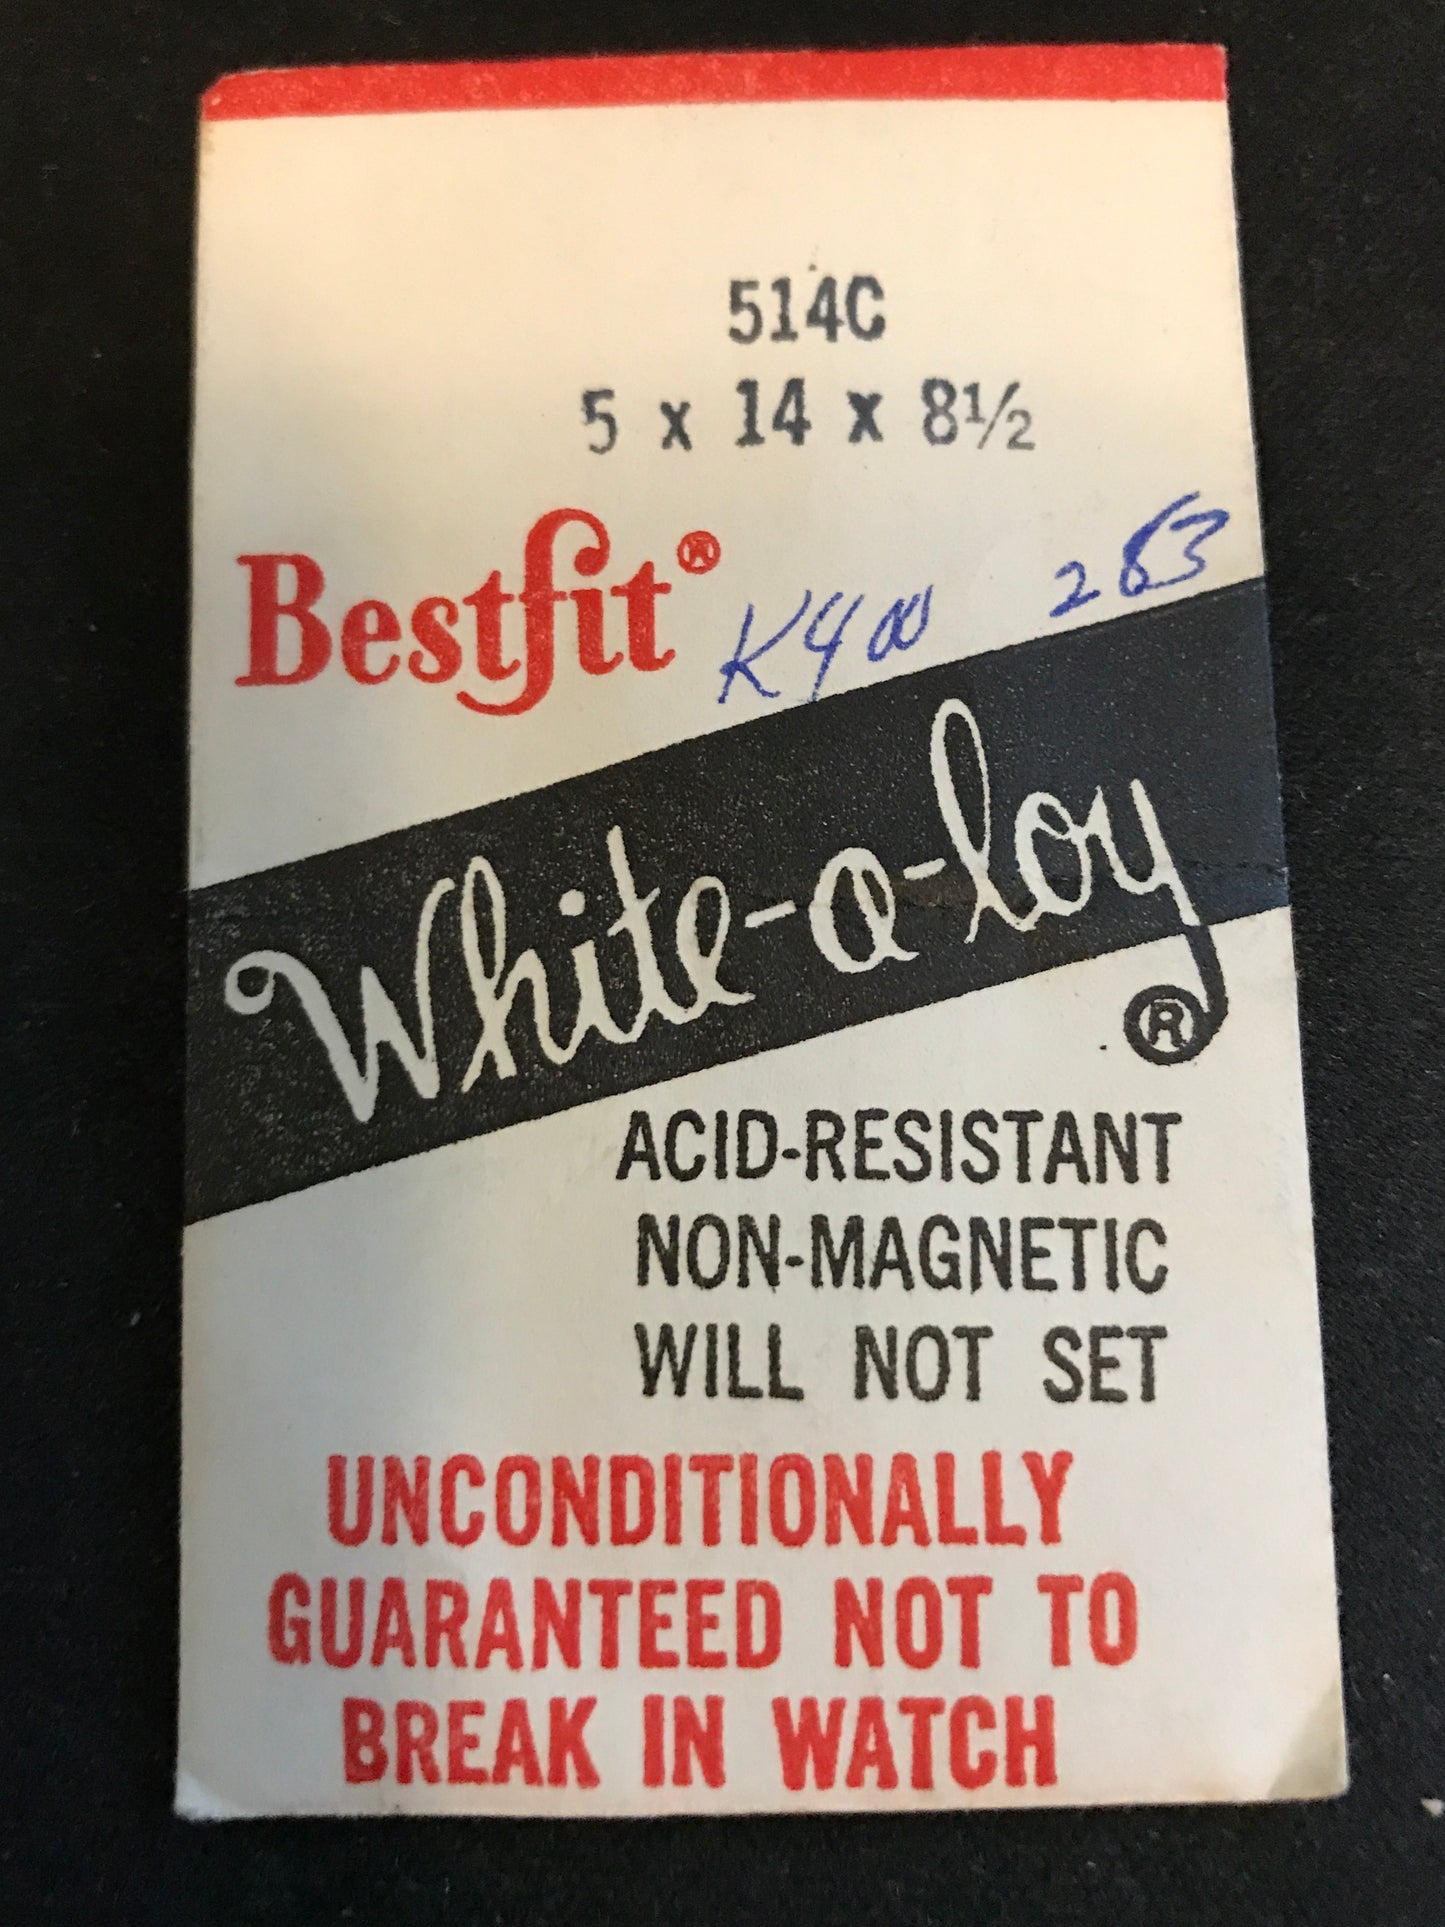 514C
5 x 14 x 8½
Bestfit®
K400 283
White-a-loy
®
ACID-RESISTANT
NON-MAGNETIC
WILL NOT SET
UNCONDITIONALLY
GUARANTEED NOT TO
BREAK IN WATCH